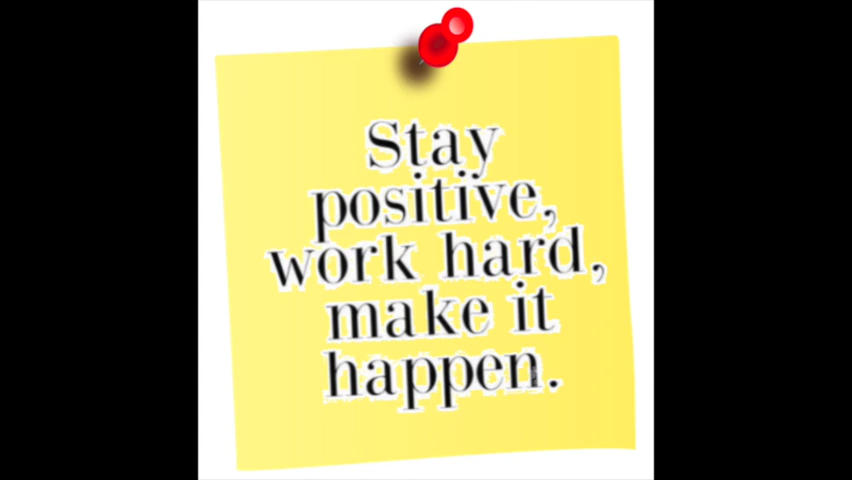 Stay
positive,
work hard,
make it
happen.